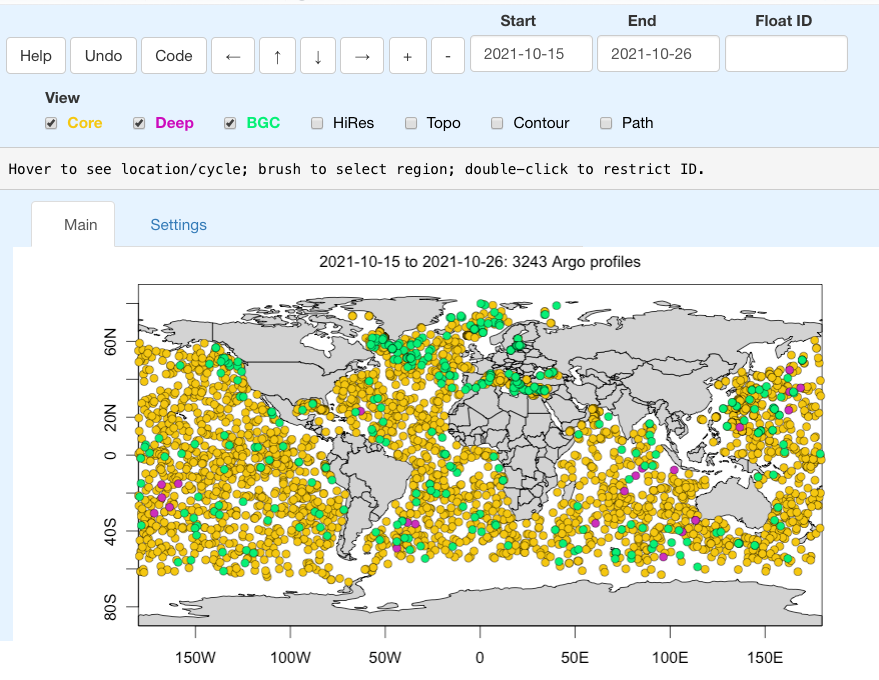 Start End Float ID
Help Undo Code ← ↑ ↓ → + - 2021-10-15 2021-10-26
View
Core Deep BGC HiRes Topo Contour Path
Hover to see location/cycle; brush to select region; double-click to restrict ID.
Main Settings
2021-10-15 to 2021-10-26: 3243 Argo profiles
60N
20N
0
40S
80S
150W 100W 50W 0 50E 100E 150E